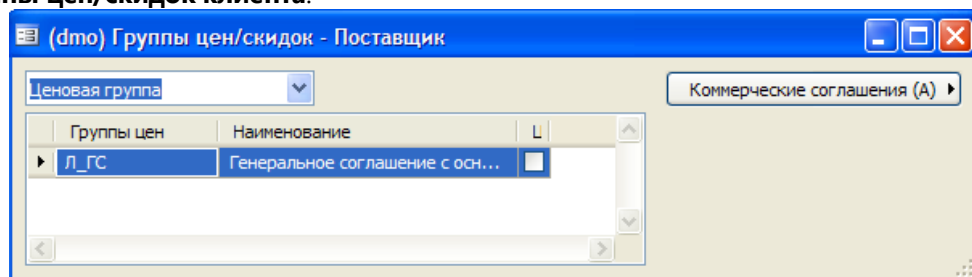 цен/скидок клиента.
(dmo) Группы цен/скидок - Поставщик
Ценовая группа
Коммерческие соглашения (А)
Группы цен Наименование
Л_ГС Генеральное соглашение с осн...